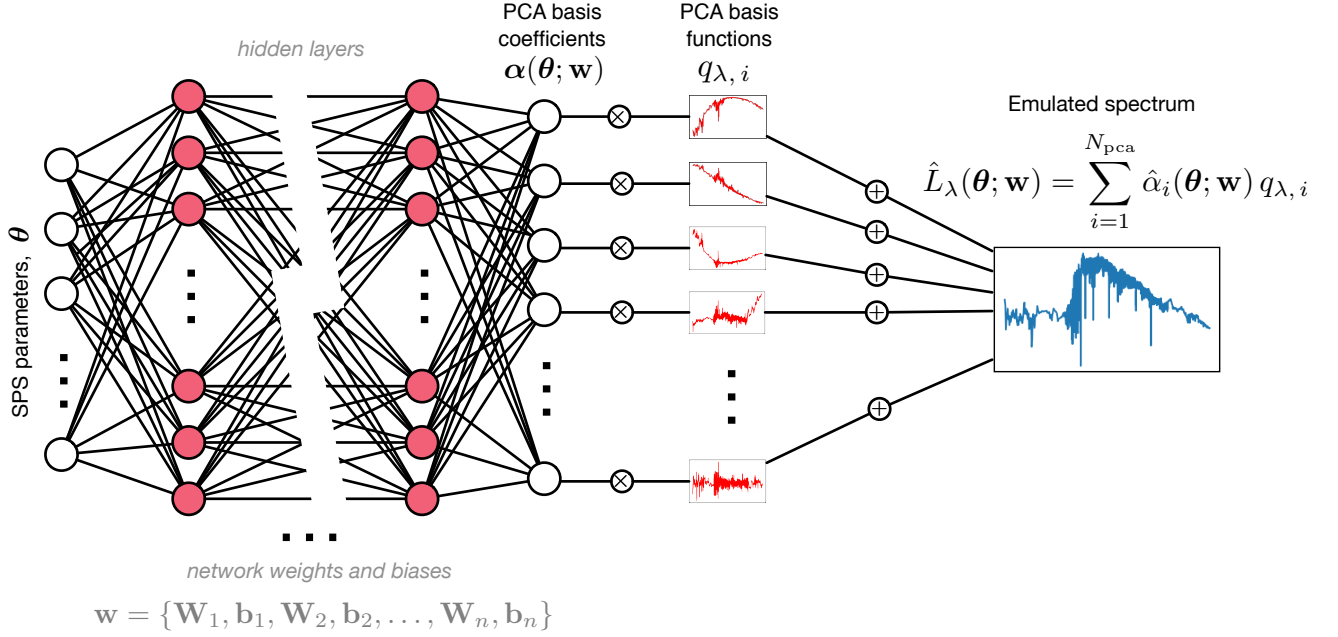 hidden layers
PCA basis
coefficients
α(θ; w)
PCA basis
functions
q_{λ, i}
Emulated spectrum
L̂_λ(θ; w) = ∑_{i=1}^{N_pca} α̂_i(θ; w) q_{λ, i}
SPS parameters, θ
network weights and biases
w = {W_1, b_1, W_2, b_2, . . . , W_n, b_n}